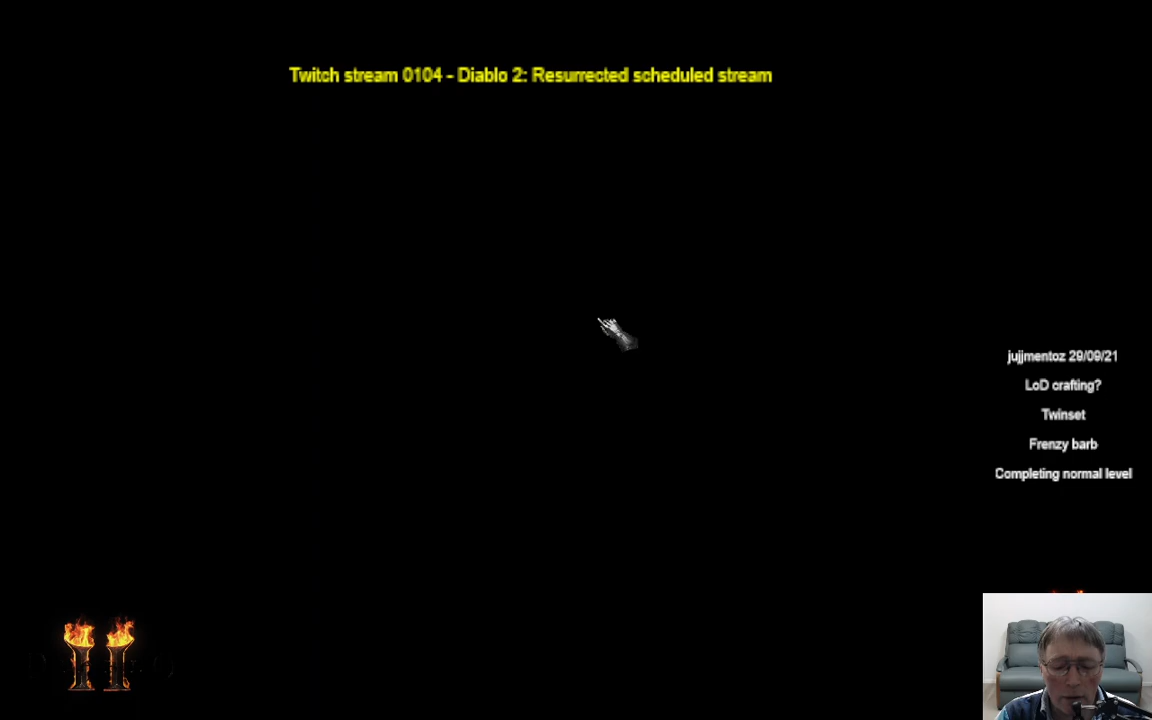 Twitch stream 0104 - Diablo 2: Resurrected scheduled stream
jujjmentoz 29/09/21
LoD crafting?
Twinset
Frenzy barb
Completing normal level